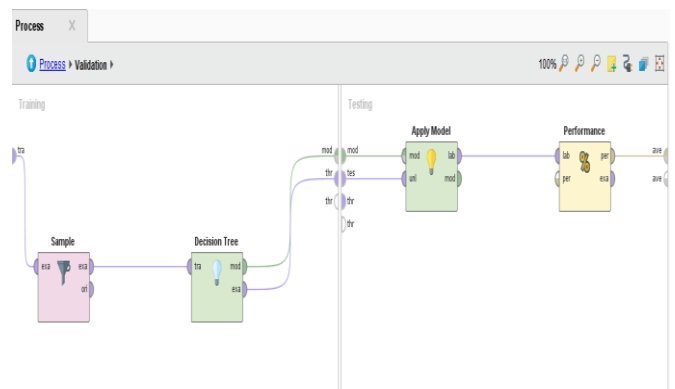 Process X
Process ▸ Validation ▸
100%
Training
tra
Sample
exa exa
ori
Decision Tree
tra mod
exa
mod
thr
thr
Testing
mod
tes
thr
thr
Apply Model
mod lab
unl mod
Performance
lab % per
per exa
ave
ave